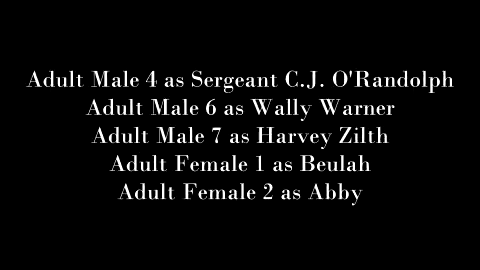 Adult Male 4 as Sergeant C.J. O'Randolph
Adult Male 6 as Wally Warner
Adult Male 7 as Harvey Zilth
Adult Female 1 as Beulah
Adult Female 2 as Abby